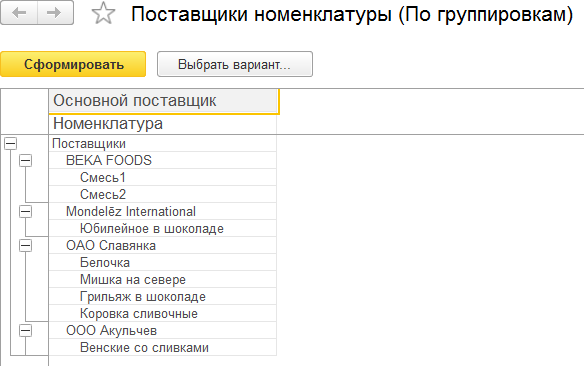 Поставщики номенклатуры (По группировкам)
Сформировать
Выбрать вариант...
Основной поставщик
Номенклатура
Поставщики
BEKA FOODS
Смесь1
Смесь2
Mondelēz International
Юбилейное в шоколаде
ОАО Славянка
Белочка
Мишка на севере
Грильяж в шоколаде
Коровка сливочные
ООО Акульчев
Венские со сливками